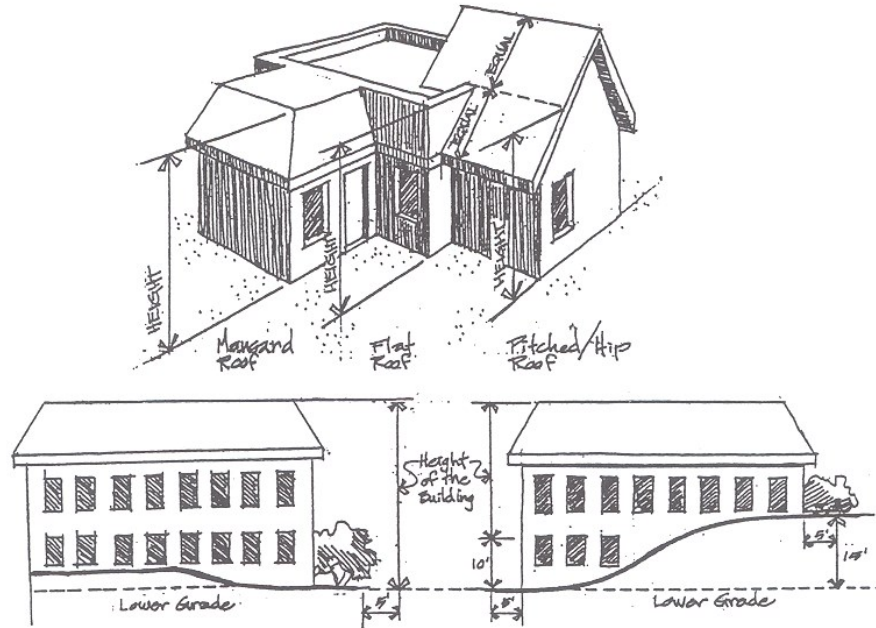 EQUAL
EQUAL
HEIGHT
HEIGHT
HEIGHT
Mansard
Roof
Flat
Roof
Pitched/Hip
Roof
Height
of the
Building
10'
5'
15'
Lower Grade
5'
5'
Lower Grade